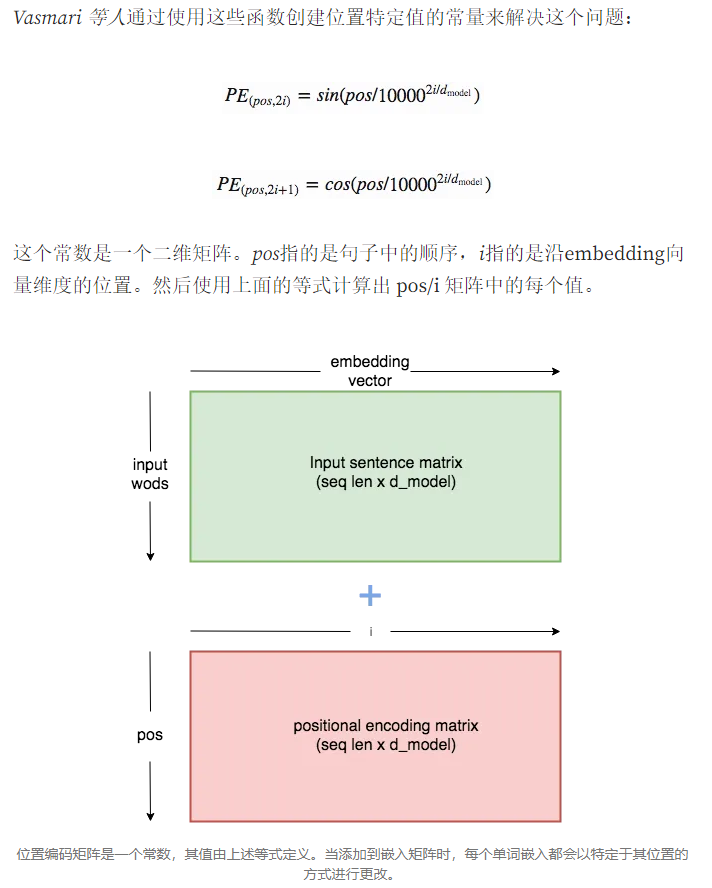 Vasmari 等人通过使用这些函数创建位置特定值的常量来解决这个问题：
PE(pos,2i) = sin(pos/10000^2i/d_model)
PE(pos,2i+1) = cos(pos/10000^2i/d_model)
这个常数是一个二维矩阵。pos指的是句子中的顺序，i指的是沿embedding向
量维度的位置。然后使用上面的等式计算出 pos/i 矩阵中的每个值。
embedding
vector
input
wods
Input sentence matrix
(seq len x d_model)
+
i
pos
positional encoding matrix
(seq len x d_model)
位置编码矩阵是一个常数，其值由上述等式定义。当添加到嵌入矩阵时，每个单词嵌入都会以特定于其位置的
方式进行更改。